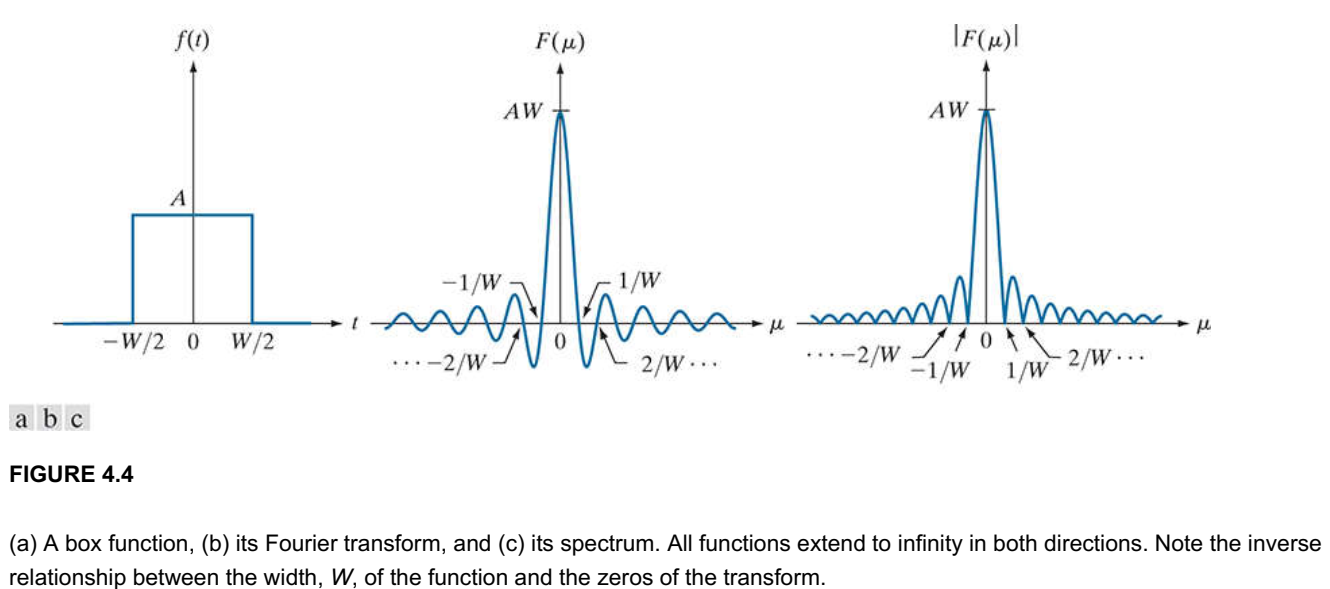 f(t)
A
−W/2 0 W/2
t
F(μ)
AW
−1/W
1/W
0
μ
· · · −2/W
2/W · · ·
|F(μ)|
AW
0
μ
· · · −2/W
−1/W
1/W
2/W · · ·
a b c
FIGURE 4.4
(a) A box function, (b) its Fourier transform, and (c) its spectrum. All functions extend to infinity in both directions. Note the inverse
relationship between the width, W, of the function and the zeros of the transform.